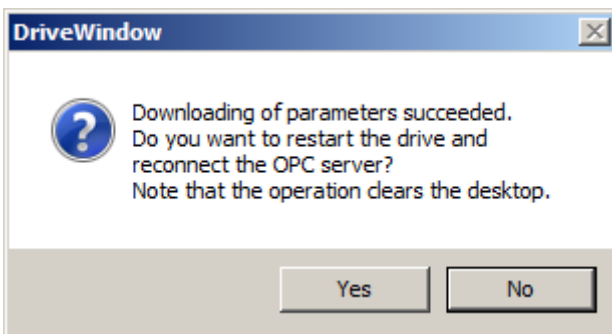 DriveWindow
Downloading of parameters succeeded.
Do you want to restart the drive and
reconnect the OPC server?
Note that the operation clears the desktop.
Yes No